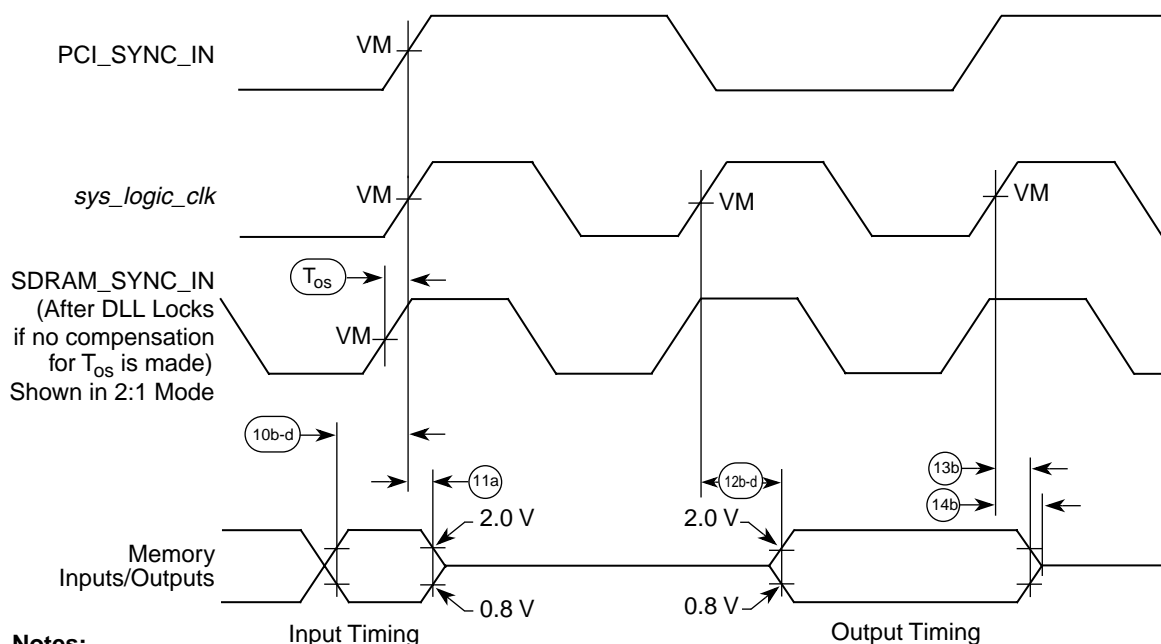 PCI_SYNC_IN
VM
sys_logic_clk
VM
VM
VM
SDRAM_SYNC_IN
(After DLL Locks
if no compensation
for Tos is made)
Shown in 2:1 Mode
Tos
VM
10b-d
11a
12b-d
13b
14b
Memory
Inputs/Outputs
2.0 V
0.8 V
2.0 V
0.8 V
Notes:
Input Timing
Output Timing